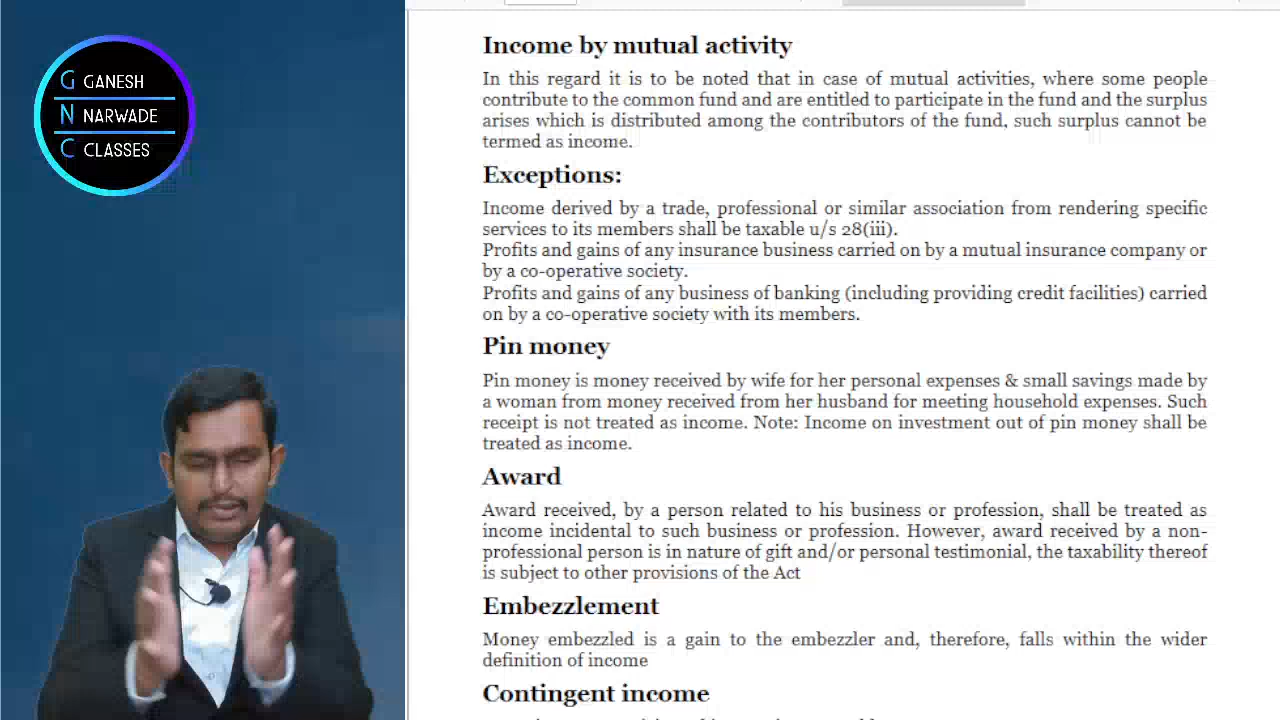 G GANESH
N NARWADE
C CLASSES
Income by mutual activity
In this regard it is to be noted that in case of mutual activities, where some people
contribute to the common fund and are entitled to participate in the fund and the surplus
arises which is distributed among the contributors of the fund, such surplus cannot be
termed as income.
Exceptions:
Income derived by a trade, professional or similar association from rendering specific
services to its members shall be taxable u/s 28(iii).
Profits and gains of any insurance business carried on by a mutual insurance company or
by a co-operative society.
Profits and gains of any business of banking (including providing credit facilities) carried
on by a co-operative society with its members.
Pin money
Pin money is money received by wife for her personal expenses & small savings made by
a woman from money received from her husband for meeting household expenses. Such
receipt is not treated as income. Note: Income on investment out of pin money shall be
treated as income.
Award
Award received, by a person related to his business or profession, shall be treated as
income incidental to such business or profession. However, award received by a non-
professional person is in nature of gift and/or personal testimonial, the taxability thereof
is subject to other provisions of the Act
Embezzlement
Money embezzled is a gain to the embezzler and, therefore, falls within the wider
definition of income
Contingent income